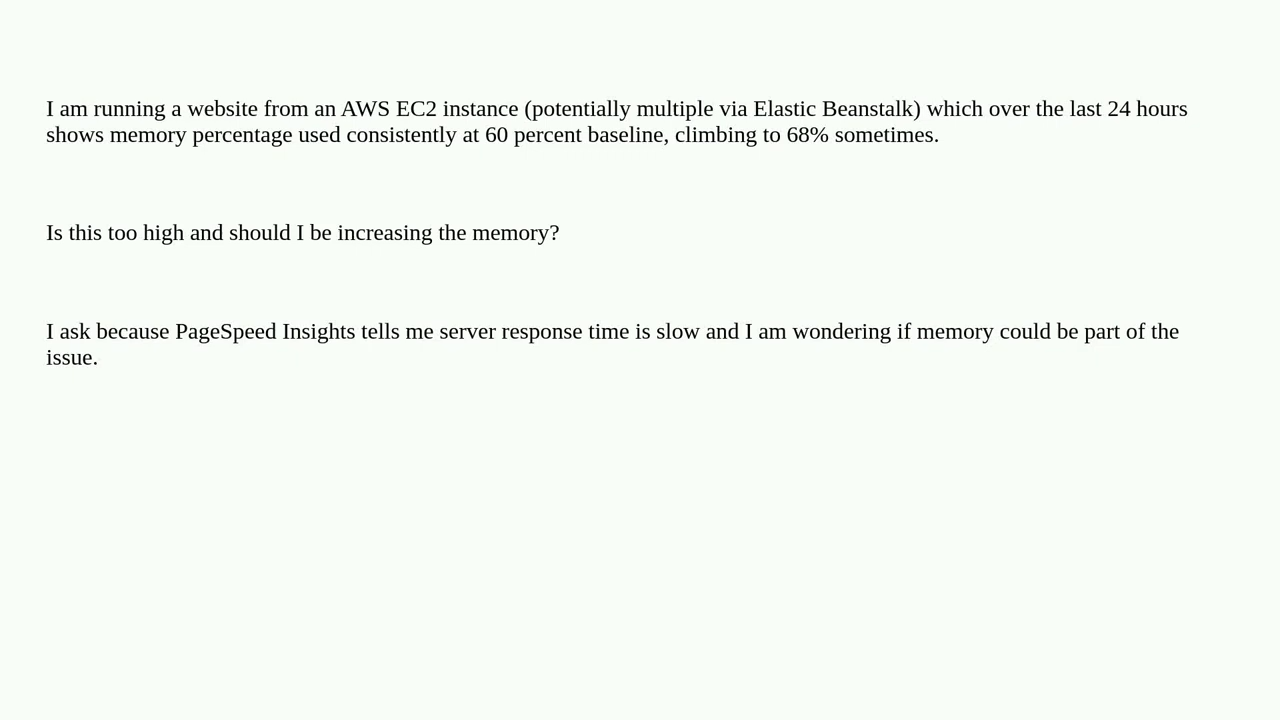 I am running a website from an AWS EC2 instance (potentially multiple via Elastic Beanstalk) which over the last 24 hours
shows memory percentage used consistently at 60 percent baseline, climbing to 68% sometimes.
Is this too high and should I be increasing the memory?
I ask because PageSpeed Insights tells me server response time is slow and I am wondering if memory could be part of the
issue.